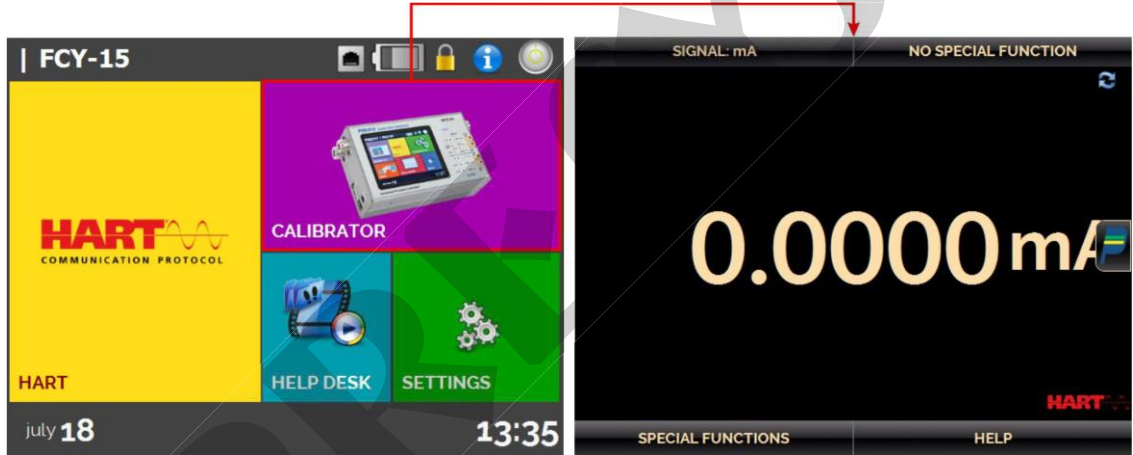 | FCY-15
HART
COMMUNICATION PROTOCOL
HART
CALIBRATOR
HELP DESK
SETTINGS
july 18
13:35
SIGNAL: mA
NO SPECIAL FUNCTION
0.0000 mA
HART
SPECIAL FUNCTIONS
HELP